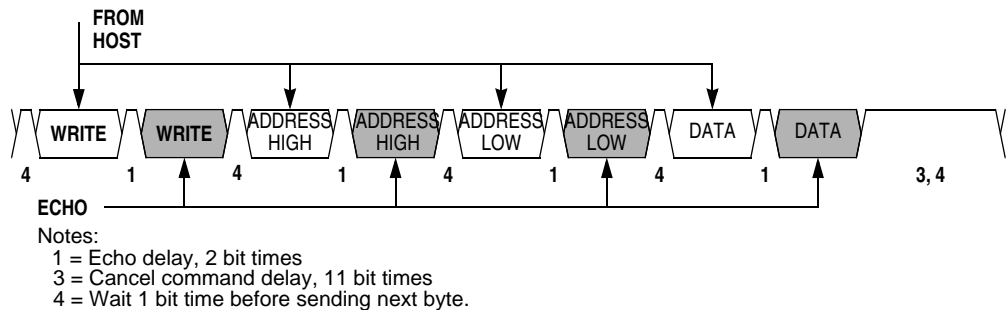 FROM
HOST
WRITE WRITE ADDRESS HIGH ADDRESS HIGH ADDRESS LOW ADDRESS LOW DATA DATA
4 1 4 1 4 1 4 1 3, 4
ECHO
Notes:
1 = Echo delay, 2 bit times
3 = Cancel command delay, 11 bit times
4 = Wait 1 bit time before sending next byte.